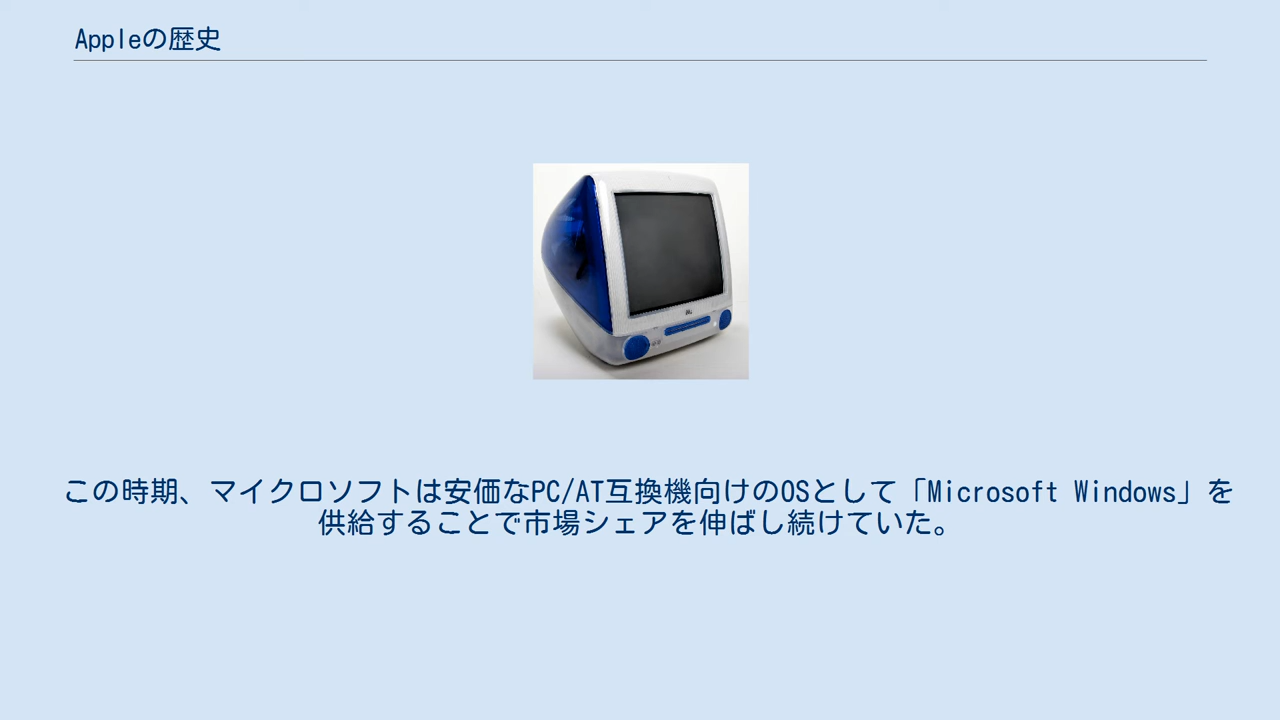 Appleの歴史
この時期、マイクロソフトは安価なPC/AT互換機向けのOSとして「Microsoft Windows」を
供給することで市場シェアを伸ばし続けていた。